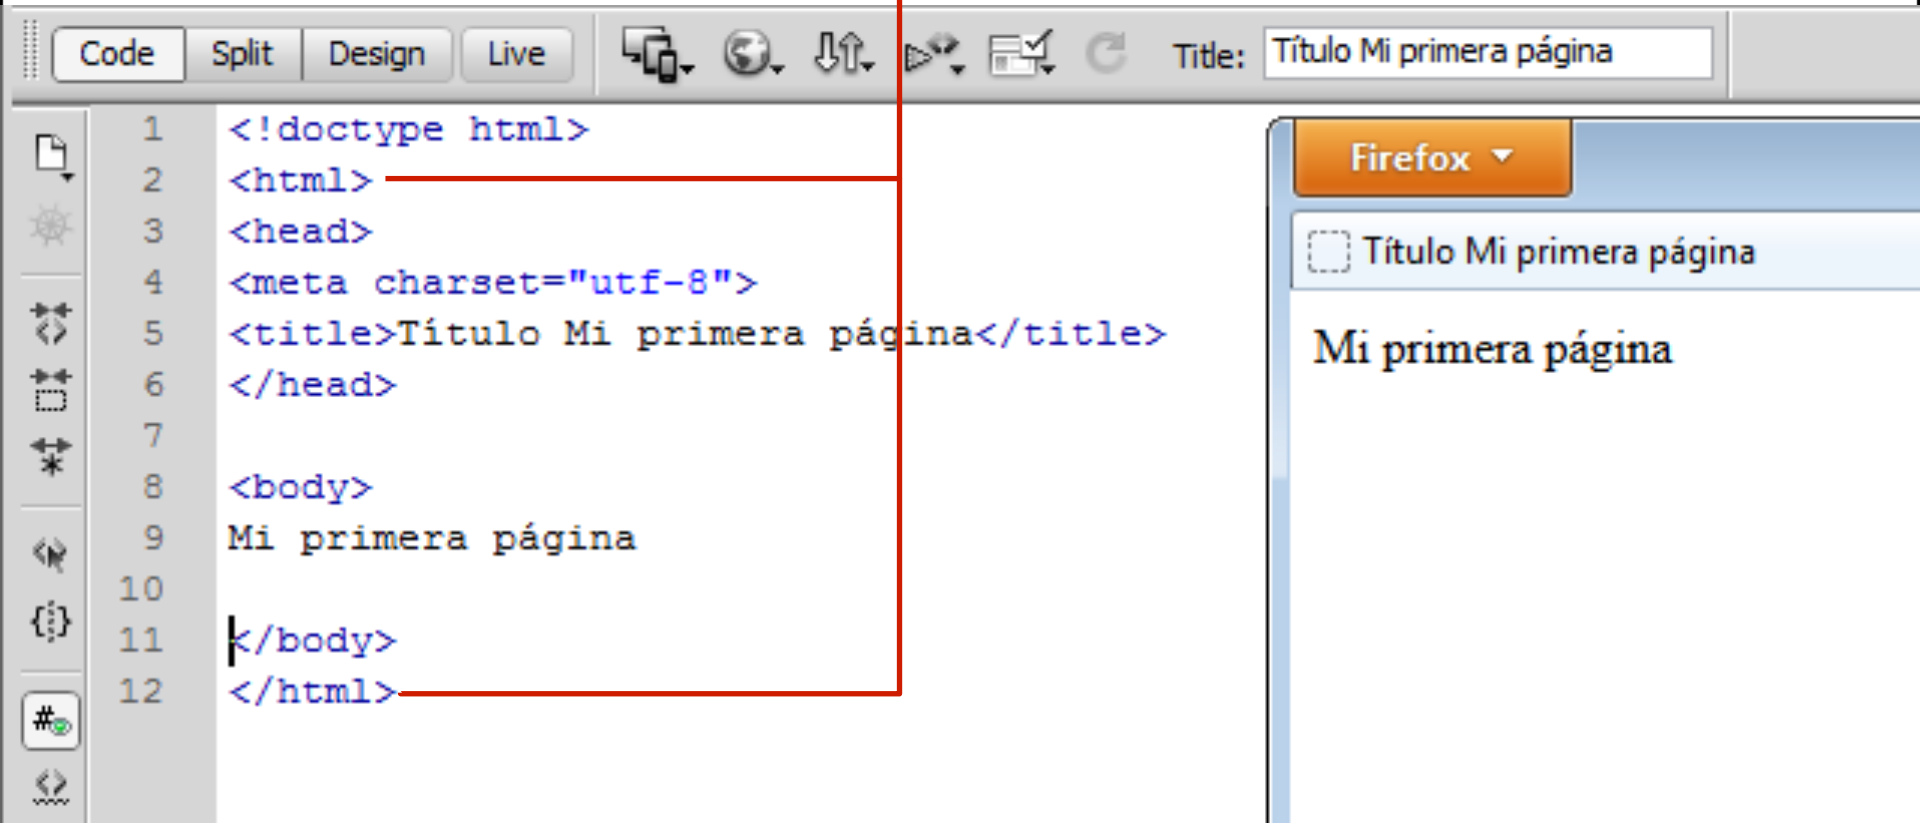 Code Split Design Live Title: Título Mi primera página
1 <!doctype html>
2 <html>
3 <head>
4 <meta charset="utf-8">
5 <title>Título Mi primera página</title>
6 </head>
7
8 <body>
9 Mi primera página
10
11 </body>
12 </html>
Firefox
Título Mi primera página
Mi primera página